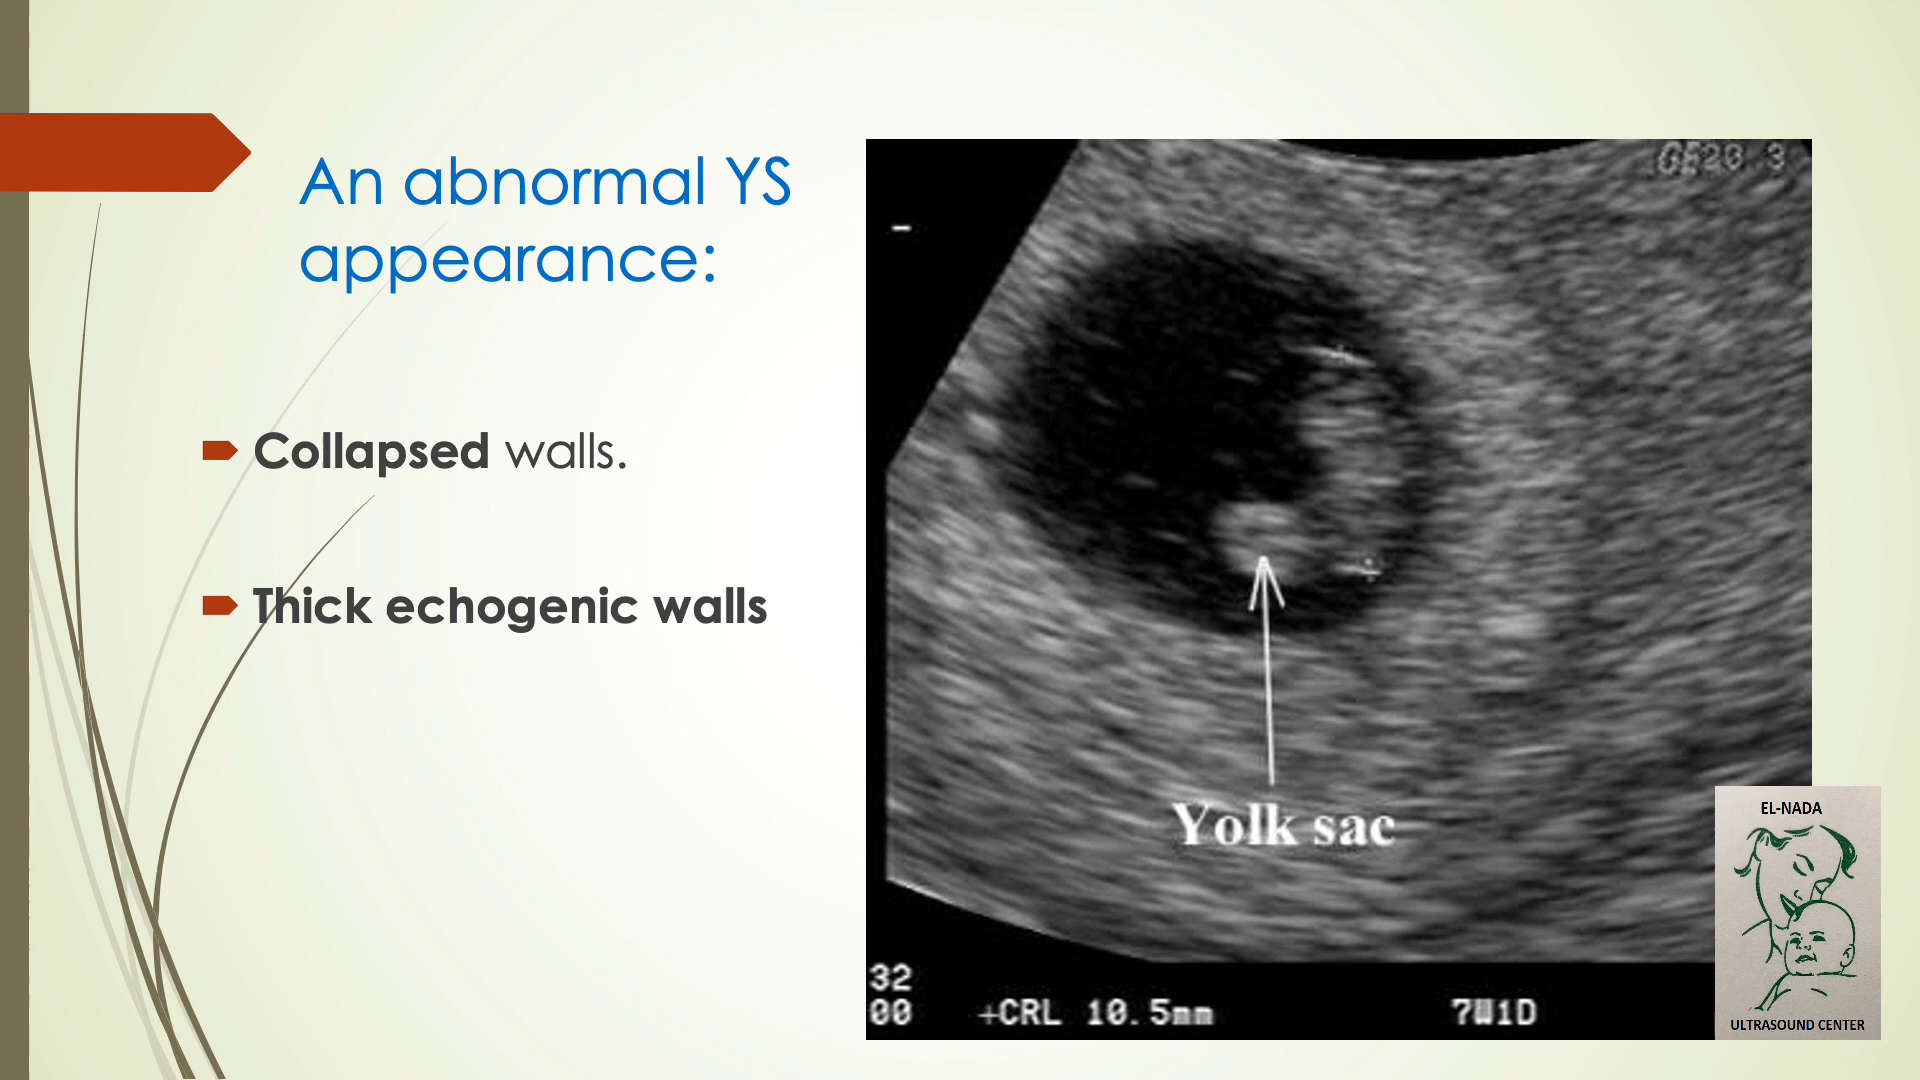 An abnormal YS
appearance:
Collapsed walls.
Thick echogenic walls
Yolk sac
32
00 +CRL 10.5mm 7W1D
EL-NADA
ULTRASOUND CENTER